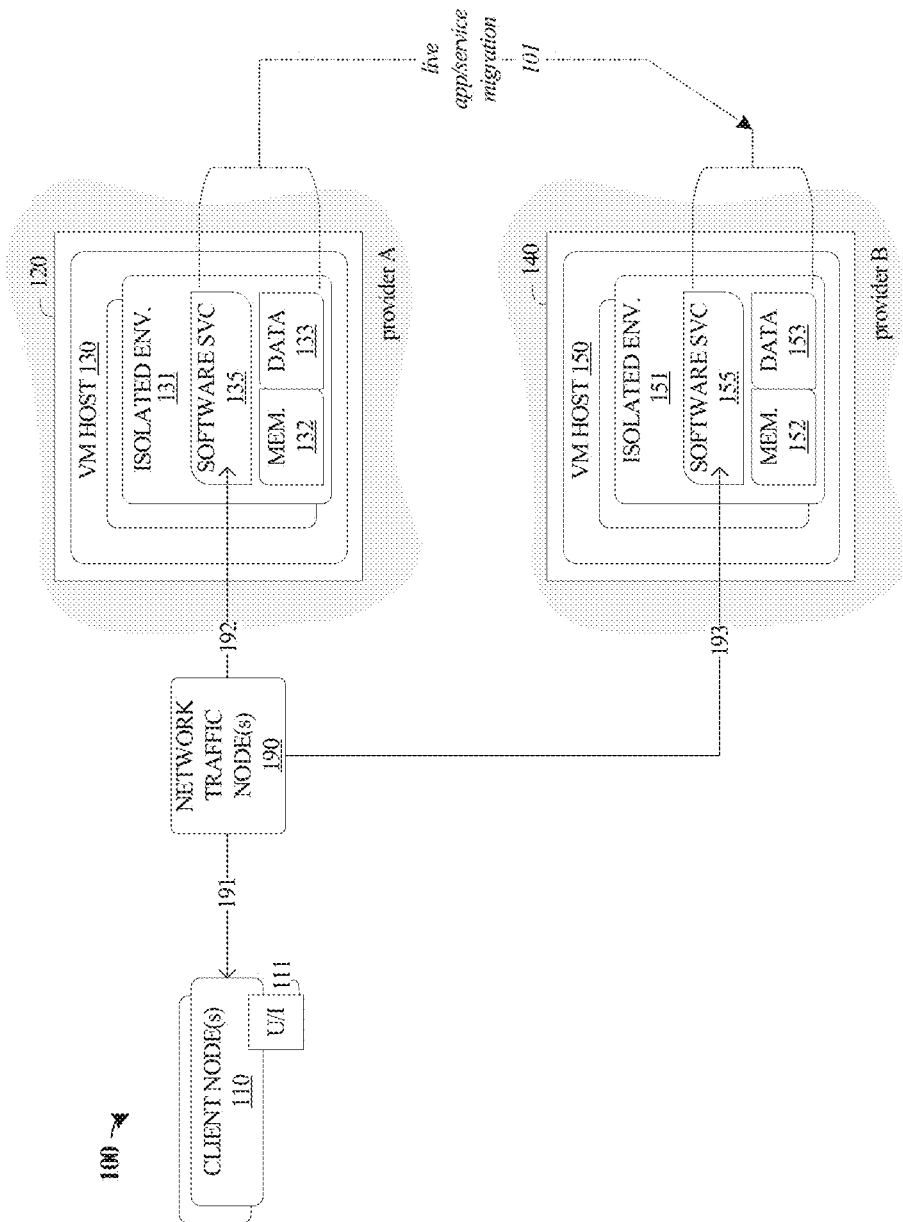 100
CLIENT NODE(s)
110
U/I
111
191
NETWORK
TRAFFIC
NODE(s)
190
192
193
120
VM HOST 130
ISOLATED ENV.
131
SOFTWARE SVC
135
MEM.
132
DATA
133
provider A
140
VM HOST 150
ISOLATED ENV.
151
SOFTWARE SVC
155
MEM.
152
DATA
153
provider B
live
app/service
migration
101